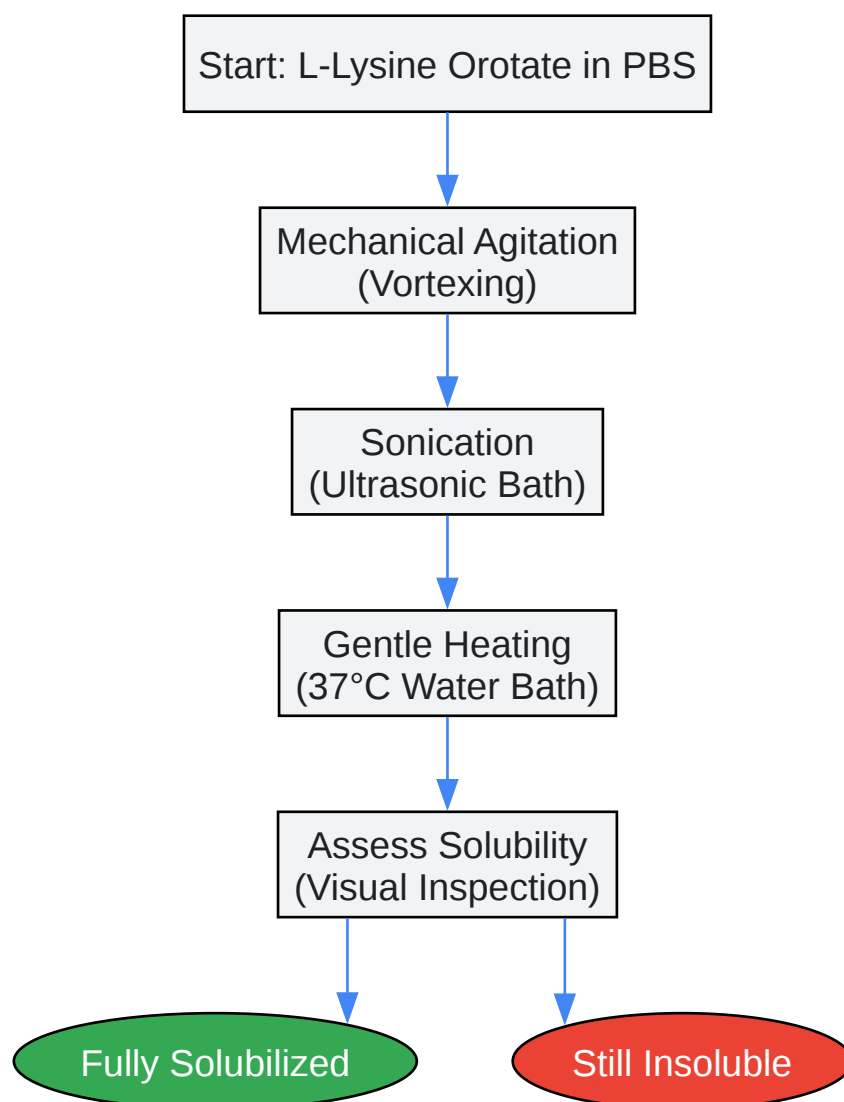 Start: L-Lysine Orotate in PBS
Mechanical Agitation
(Vortexing)
Sonication
(Ultrasonic Bath)
Gentle Heating
(37°C Water Bath)
Assess Solubility
(Visual Inspection)
Fully Solubilized
Still Insoluble